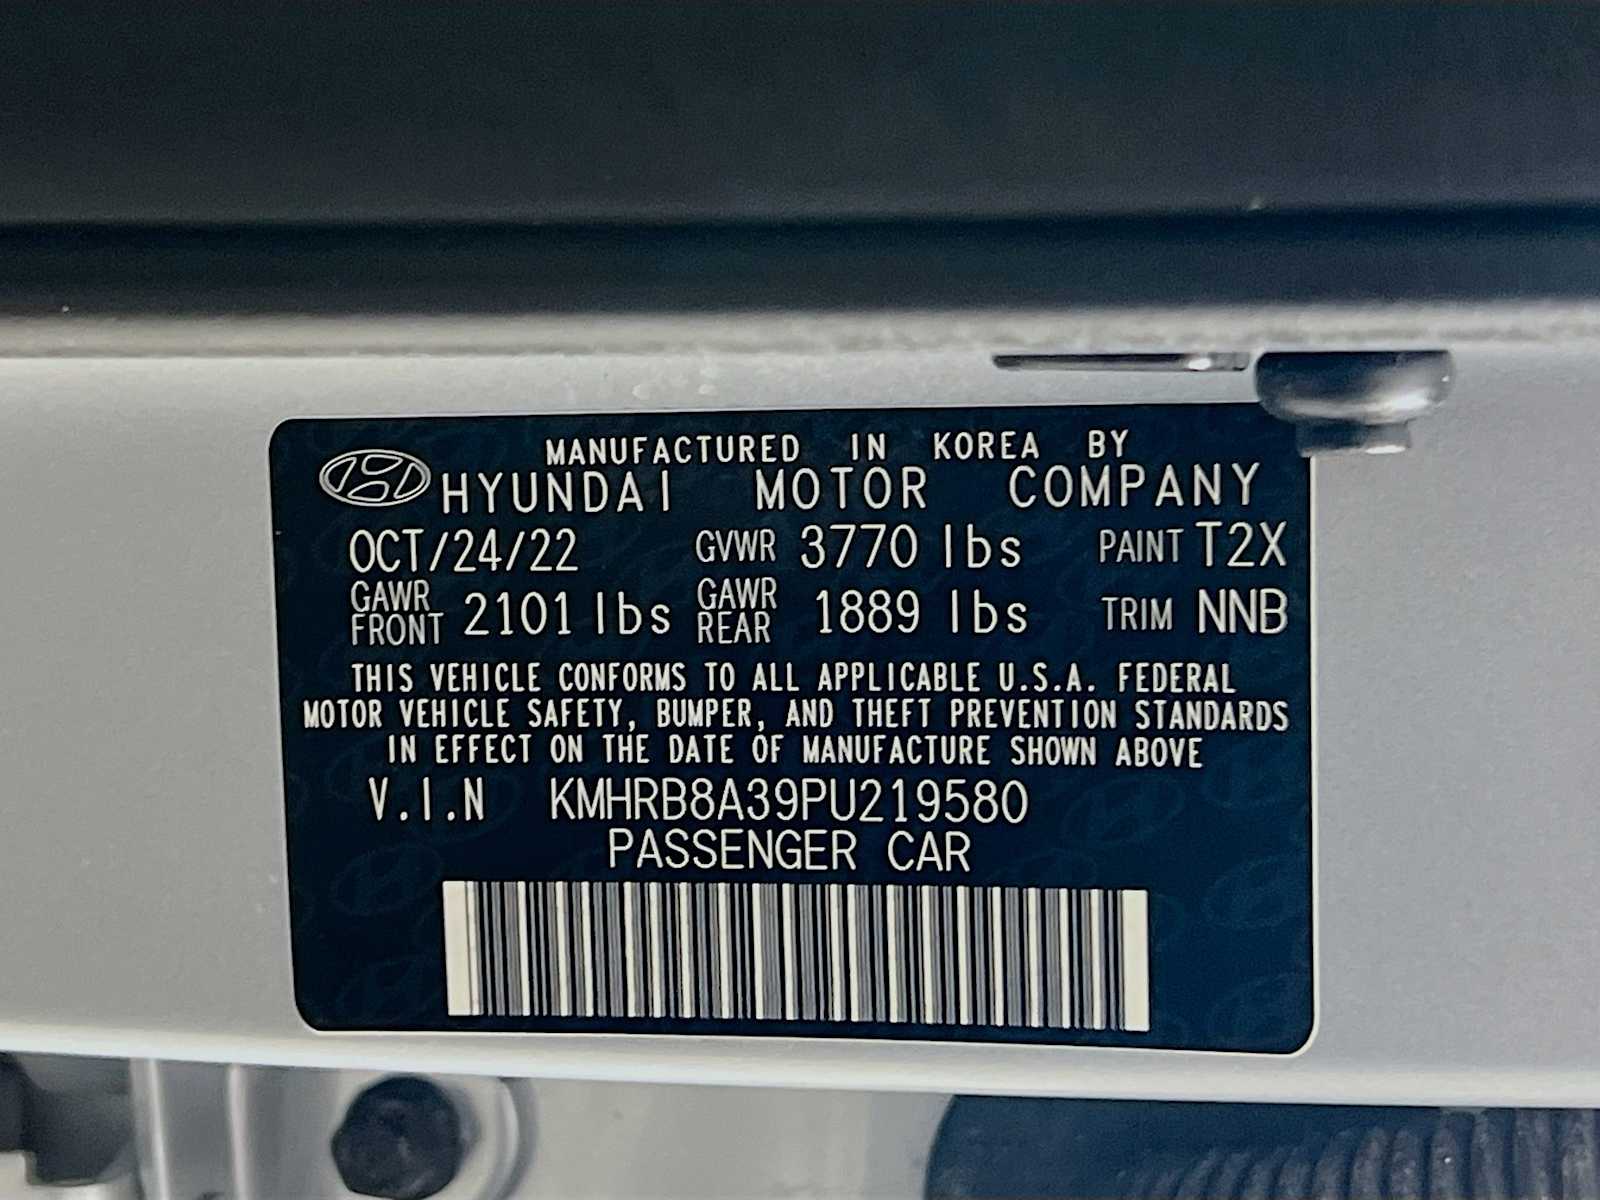 MANUFACTURED IN KOREA BY
HYUNDAI MOTOR COMPANY
OCT/24/22 GVWR 3770 lbs PAINT T2X
GAWR FRONT 2101 lbs GAWR REAR 1889 lbs TRIM NNB
THIS VEHICLE CONFORMS TO ALL APPLICABLE U.S.A. FEDERAL
MOTOR VEHICLE SAFETY, BUMPER, AND THEFT PREVENTION STANDARDS
IN EFFECT ON THE DATE OF MANUFACTURE SHOWN ABOVE
V.I.N KMHRB8A39PU219580
PASSENGER CAR